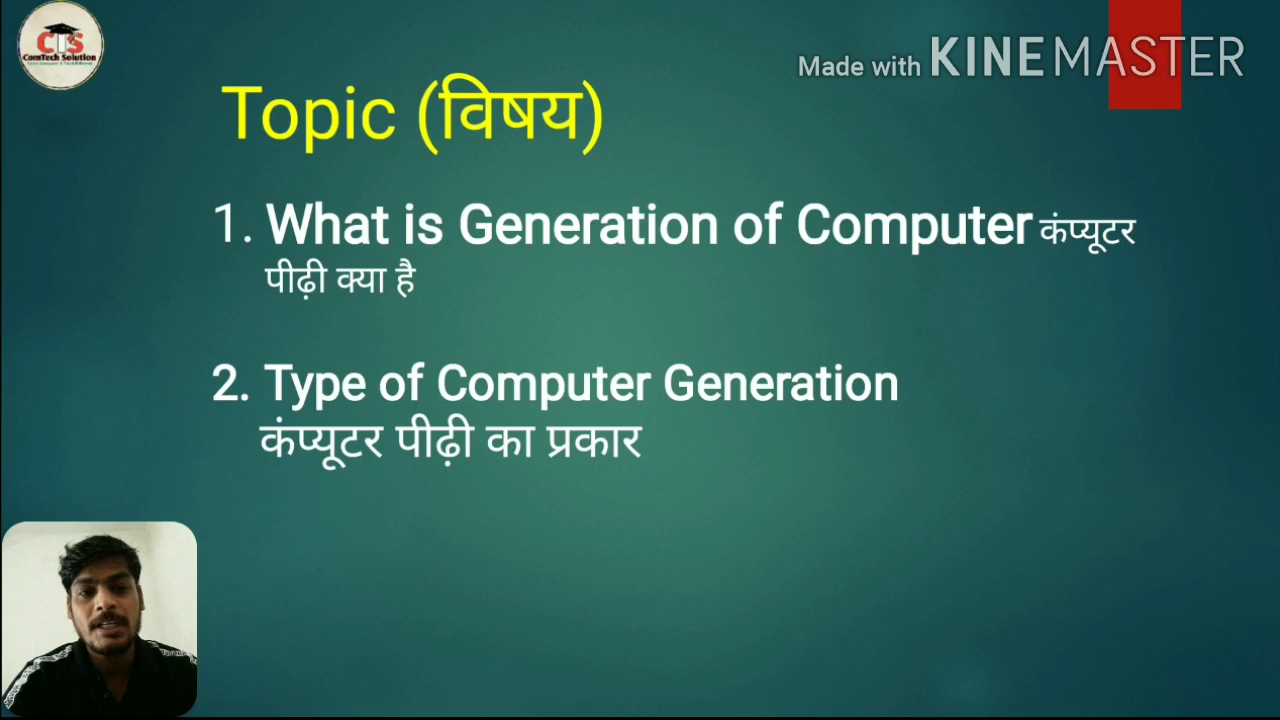 CTS
ComTech Solution
Made with KINEMASTER
Topic (विषय)
1. What is Generation of Computer कंप्यूटर
पीढ़ी क्या है
2. Type of Computer Generation
कंप्यूटर पीढ़ी का प्रकार